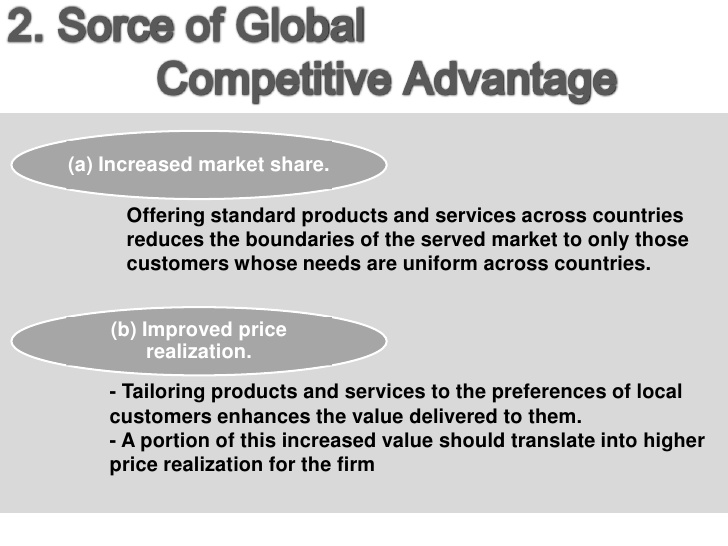 2. Sorce of Global
Competitive Advantage
(a) Increased market share.
Offering standard products and services across countries
reduces the boundaries of the served market to only those
customers whose needs are uniform across countries.
(b) Improved price
realization.
- Tailoring products and services to the preferences of local
customers enhances the value delivered to them.
- A portion of this increased value should translate into higher
price realization for the firm